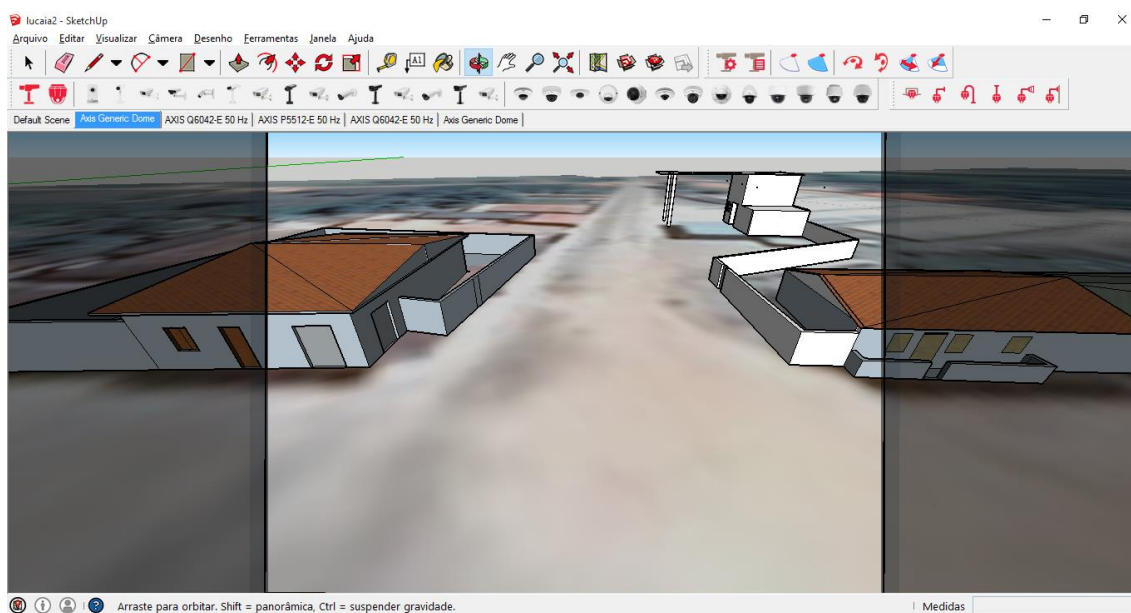 lucaia2 - SketchUp
Arquivo Editar Visualizar Câmera Desenho Ferramentas Janela Ajuda
A1
Default Scene Axis Generic Dome AXIS Q6042-E 50 Hz AXIS P5512-E 50 Hz AXIS Q6042-E 50 Hz Axis Generic Dome
Arraste para orbitar. Shift = panorâmica, Ctrl = suspender gravidade. Medidas